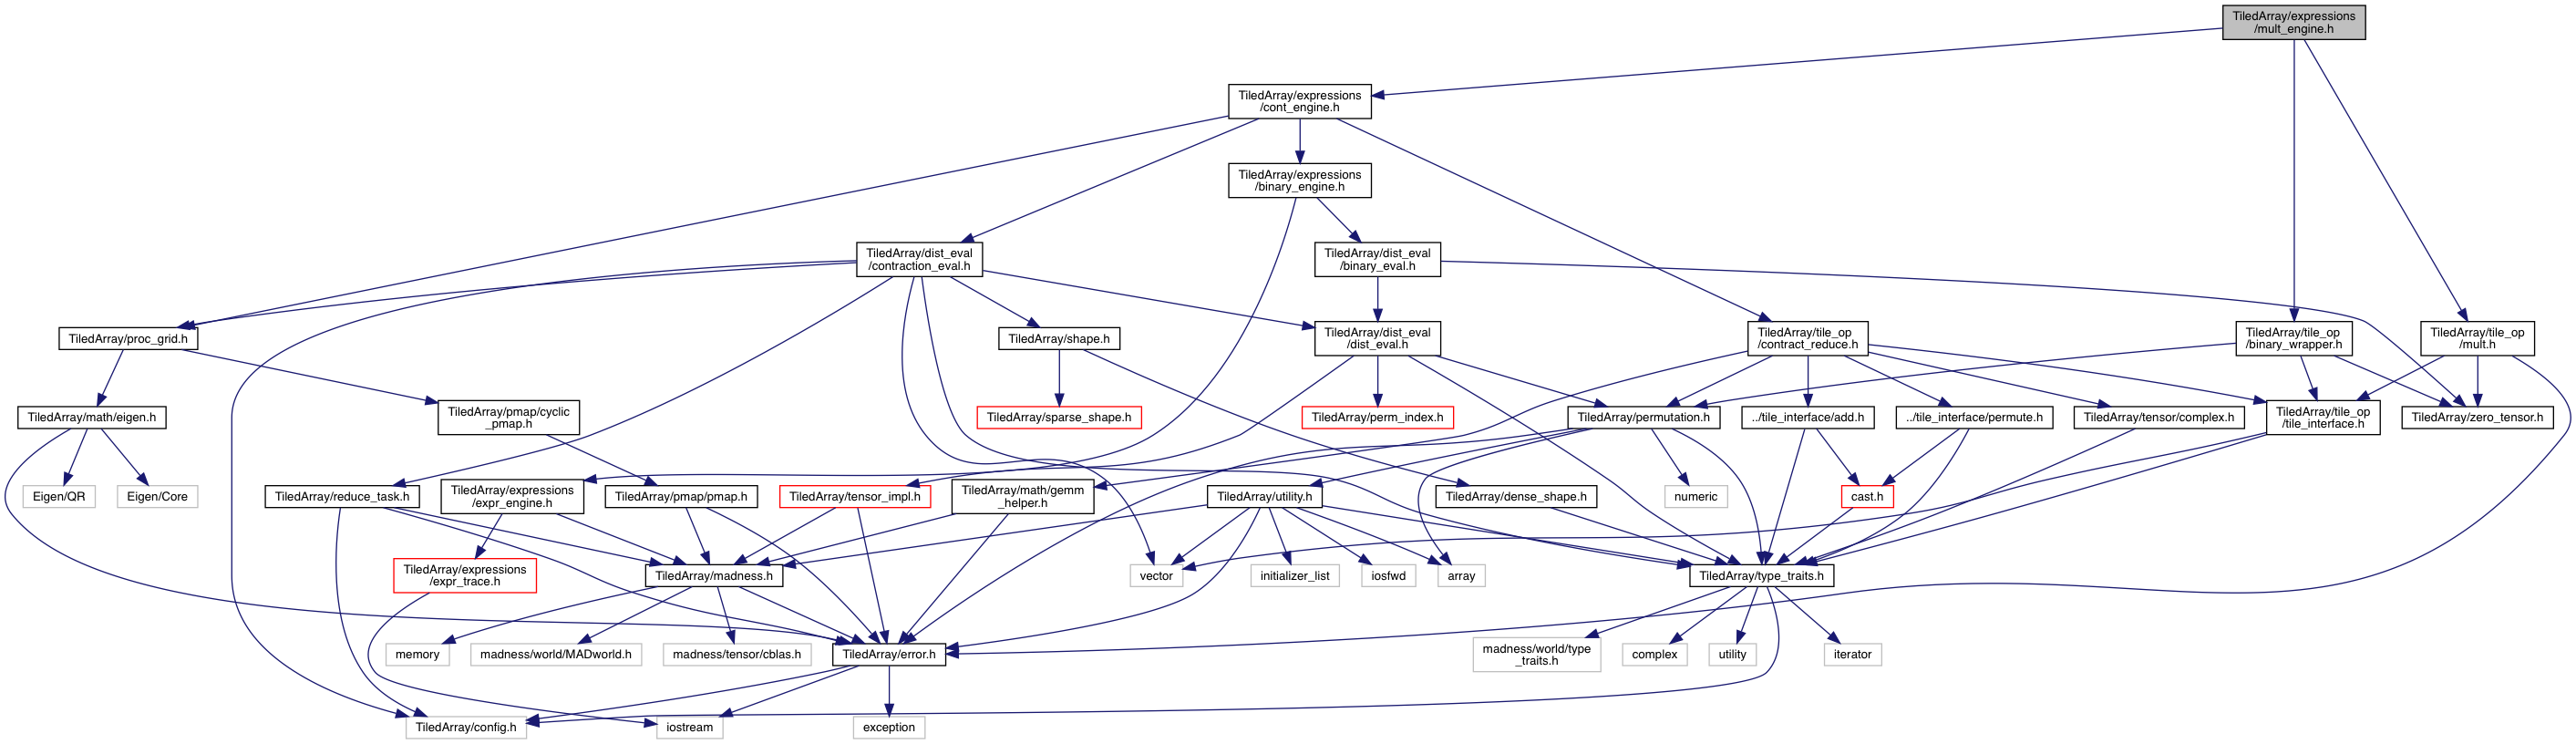 TiledArray/expressions
/mult_engine.h
TiledArray/expressions
/cont_engine.h
TiledArray/expressions
/binary_engine.h
TiledArray/dist_eval
/contraction_eval.h
TiledArray/dist_eval
/binary_eval.h
TiledArray/proc_grid.h
TiledArray/shape.h
TiledArray/dist_eval
/dist_eval.h
TiledArray/tile_op
/contract_reduce.h
TiledArray/tile_op
/binary_wrapper.h
TiledArray/tile_op
/mult.h
TiledArray/math/eigen.h
TiledArray/pmap/cyclic
_pmap.h
TiledArray/sparse_shape.h
TiledArray/perm_index.h
TiledArray/permutation.h
../tile_interface/add.h
../tile_interface/permute.h
TiledArray/tensor/complex.h
TiledArray/tile_op
/tile_interface.h
TiledArray/zero_tensor.h
Eigen/QR
Eigen/Core
TiledArray/reduce_task.h
TiledArray/expressions
/expr_engine.h
TiledArray/pmap/pmap.h
TiledArray/tensor_impl.h
TiledArray/math/gemm
_helper.h
TiledArray/utility.h
TiledArray/dense_shape.h
numeric
cast.h
TiledArray/expressions
/expr_trace.h
TiledArray/madness.h
vector
initializer_list
iosfwd
array
TiledArray/type_traits.h
memory
madness/world/MADworld.h
madness/tensor/cblas.h
TiledArray/error.h
madness/world/type
_traits.h
complex
utility
iterator
TiledArray/config.h
iostream
exception